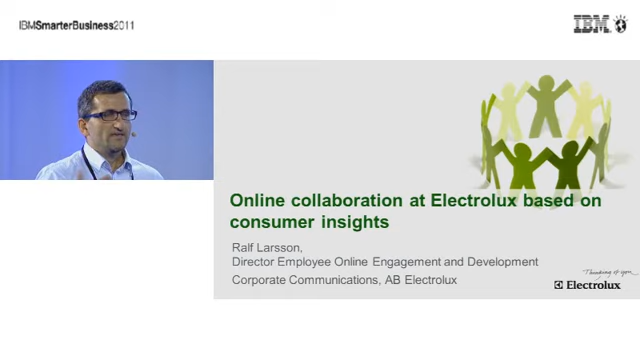 IBMSmarterBusiness2011
IBM
Online collaboration at Electrolux based on
consumer insights
Ralf Larsson,
Director Employee Online Engagement and Development
Corporate Communications, AB Electrolux
Thinking of you
Electrolux